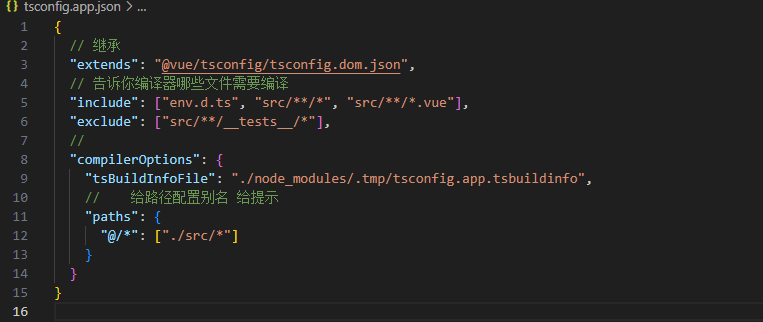 tsconfig.app.json > ...
1 {
2 // 继承
3 "extends": "@vue/tsconfig/tsconfig.dom.json",
4 // 告诉你编译器哪些文件需要编译
5 "include": ["env.d.ts", "src/**/*", "src/**/*.vue"],
6 "exclude": ["src/**/__tests__/*"],
7 //
8 "compilerOptions": {
9 "tsBuildInfoFile": "./node_modules/.tmp/tsconfig.app.tsbuildinfo",
10 // 给路径配置别名 给提示
11 "paths": {
12 "@/*": ["./src/*"]
13 }
14 }
15 }
16